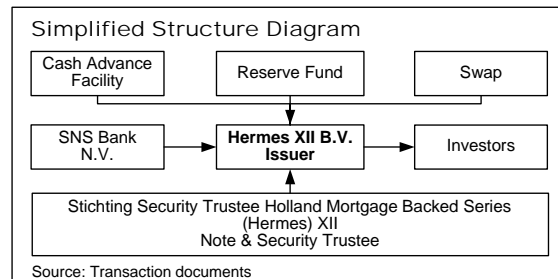 Simplified Structure Diagram
Cash Advance
Facility
Reserve Fund
Swap
SNS Bank
N.V.
Hermes XII B.V.
Issuer
Investors
Stichting Security Trustee Holland Mortgage Backed Series
(Hermes) XII
Note & Security Trustee
Source: Transaction documents